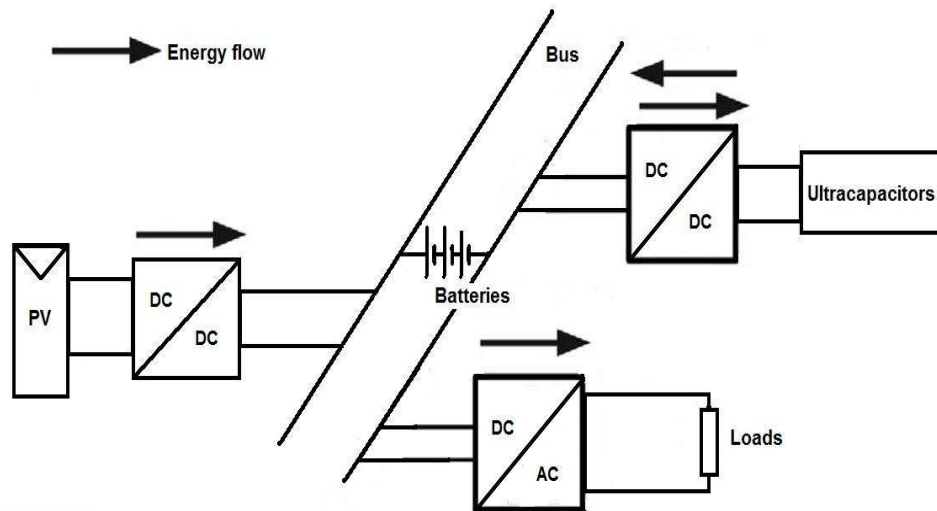 Energy flow
Bus
DC
DC
Ultracapacitors
PV
DC
DC
Batteries
DC
AC
Loads